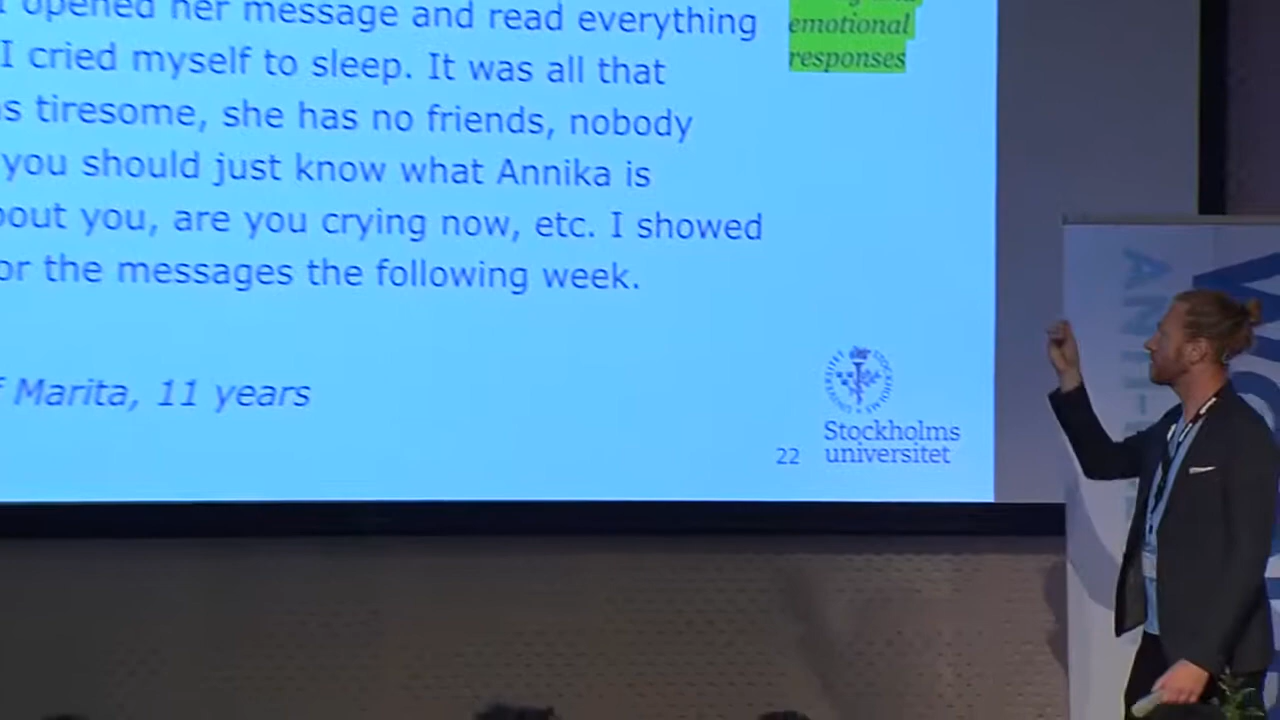 opened her message and read everything
I cried myself to sleep. It was all that
tiresome, she has no friends, nobody
you should just know what Annika is
you, are you crying now, etc. I showed
the messages the following week.
Marita, 11 years
emotional
responses
22
Stockholms
universitet